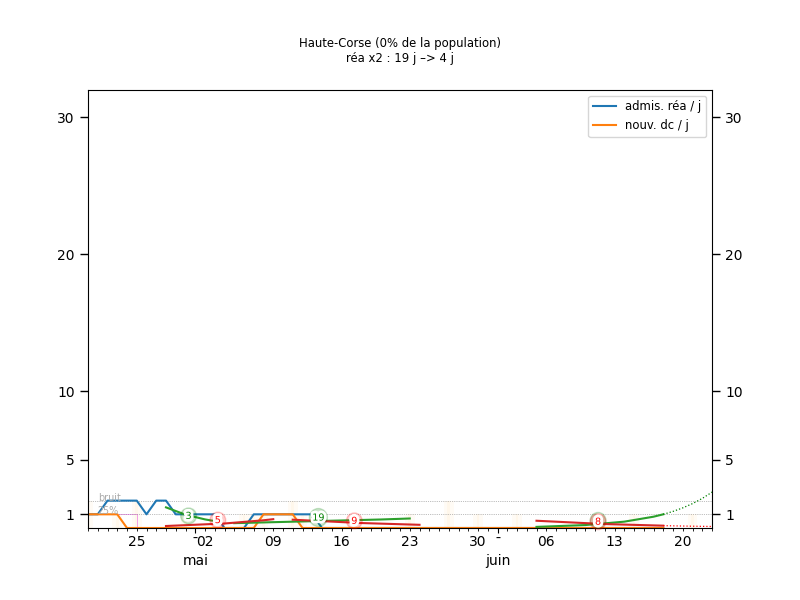 Haute-Corse (0% de la population)
réa x2 : 19 j –> 4 j
admis. réa / j
nouv. dc / j
30 30
20 20
10 10
5 5
1 1
bruit
25%
3 5 19 9 8
25 02 09 16 23 30 06 13 20
mai juin